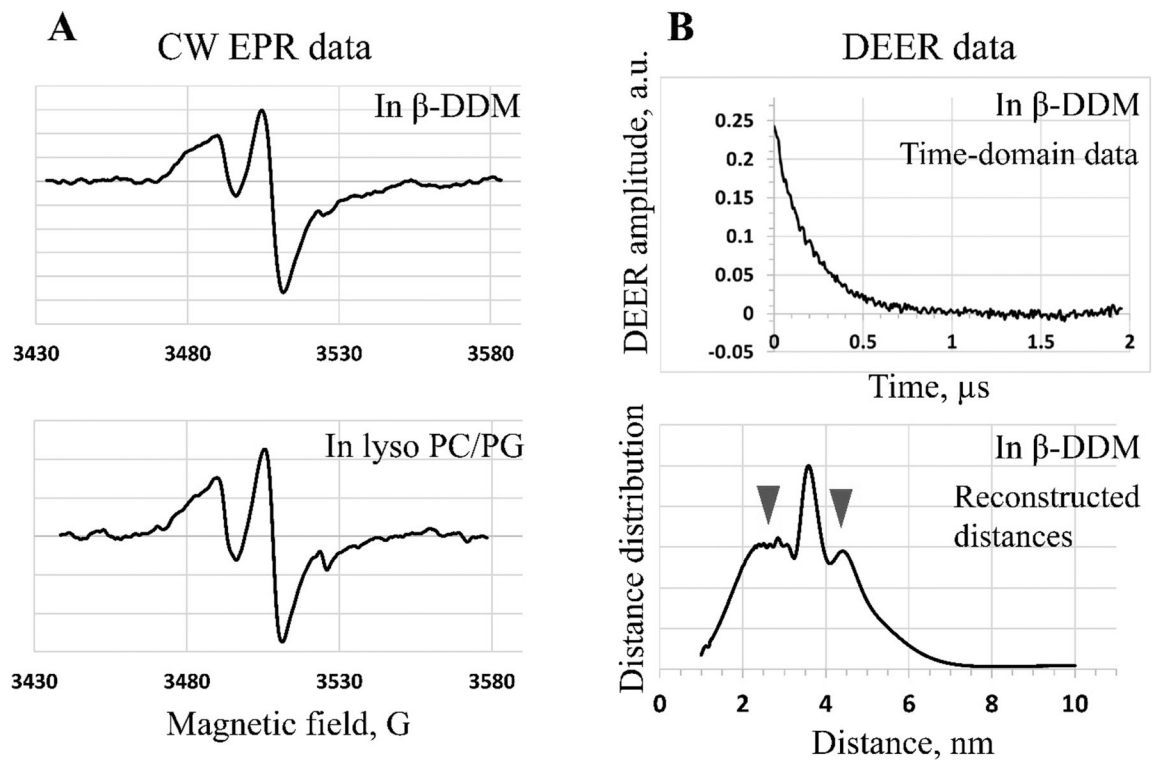 A
CW EPR data
In β-DDM
3430 3480 3530 3580
In lyso PC/PG
3430 3480 3530 3580
Magnetic field, G
B
DEER data
DEER amplitude, a.u.
In β-DDM
Time-domain data
0.25
0.2
0.15
0.1
0.05
0
-0.05
0 0.5 1 1.5 2
Time, µs
Distance distribution
In β-DDM
Reconstructed
distances
0 2 4 6 8 10
Distance, nm